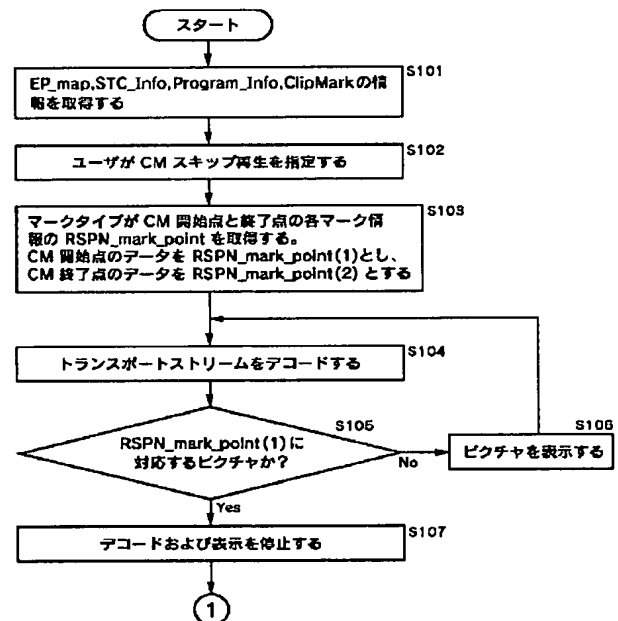 スタート
S101
EP_map,STC_Info,Program_Info,ClipMarkの情
報を取得する
S102
ユーザが CM スキップ再生を指定する
S103
マークタイプが CM 開始点と終了点の各マーク情
報の RSPN_mark_point を取得する。
CM 開始点のデータを RSPN_mark_point(1)とし、
CM 終了点のデータを RSPN_mark_point(2) とする
S104
トランスポートストリームをデコードする
S105
RSPN_mark_point(1)に
対応するピクチャか?
No
S106
ピクチャを表示する
Yes
S107
デコードおよび表示を停止する
1